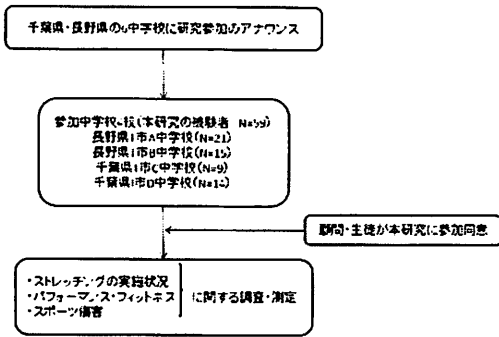 千葉県・長野県の6中学校に研究参加のアナウンス
参加中学校4校(本研究の被験者 N=59)
長野県I市A中学校(N=21)
長野県I市B中学校(N=15)
千葉県I市C中学校(N=9)
千葉県I市D中学校(N=14)
顧問・生徒が本研究に参加同意
・ストレッチングの実施状況
・パフォーマンス・フィットネス
・スポーツ傷害
に関する調査・測定